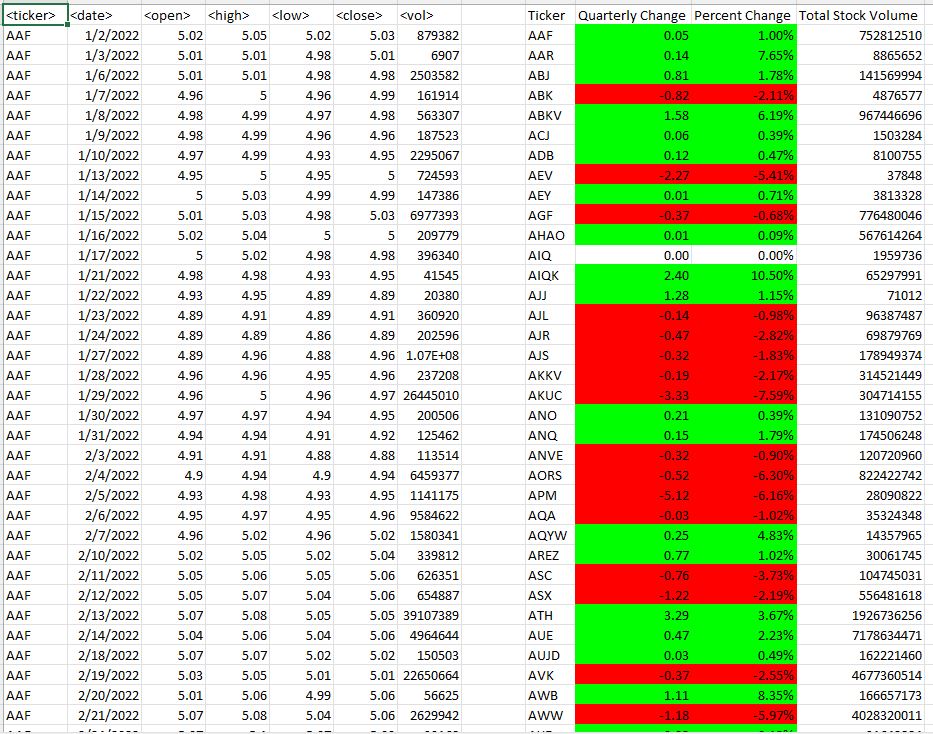 <ticker> <date> <open> <high> <low> <close> <vol> Ticker Quarterly Change Percent Change Total Stock Volume
AAF 1/2/2022 5.02 5.05 5.02 5.03 879382 AAF 0.05 1.00% 752812510
AAF 1/3/2022 5.01 5.01 4.98 5.01 6907 AAR 0.14 7.65% 8865652
AAF 1/6/2022 5.01 5.01 4.98 4.98 2503582 ABJ 0.81 1.78% 141569994
AAF 1/7/2022 4.96 5 4.96 4.99 161914 ABK -0.82 -2.11% 4876577
AAF 1/8/2022 4.98 4.99 4.97 4.98 563307 ABKV 1.58 6.19% 967446696
AAF 1/9/2022 4.98 4.99 4.96 4.96 187523 ACJ 0.06 0.39% 1503284
AAF 1/10/2022 4.97 4.99 4.93 4.95 2295067 ADB 0.12 0.47% 8100755
AAF 1/13/2022 4.95 5 4.95 5 724593 AEV -2.27 -5.41% 37848
AAF 1/14/2022 5 5.03 4.99 4.99 147386 AEY 0.01 0.71% 3813328
AAF 1/15/2022 5.01 5.03 4.98 5.03 6977393 AGF -0.37 -0.68% 776480046
AAF 1/16/2022 5.02 5.04 5 5 209779 AHAO 0.01 0.09% 567614264
AAF 1/17/2022 5 5.02 4.98 4.98 396340 AIQ 0.00 0.00% 1959736
AAF 1/21/2022 4.98 4.98 4.93 4.95 41545 AIQK 2.40 10.50% 65297991
AAF 1/22/2022 4.93 4.95 4.89 4.89 20380 AJJ 1.28 1.15% 71012
AAF 1/23/2022 4.89 4.91 4.89 4.91 360920 AJL -0.14 -0.98% 96387487
AAF 1/24/2022 4.89 4.89 4.86 4.89 202596 AJR -0.47 -2.82% 69879769
AAF 1/27/2022 4.89 4.96 4.88 4.96 1.07E+08 AJS -0.32 -1.83% 178949374
AAF 1/28/2022 4.96 4.96 4.95 4.96 237208 AKKV -0.19 -2.17% 314521449
AAF 1/29/2022 4.96 5 4.96 4.97 26445010 AKUC -3.33 -7.59% 304714155
AAF 1/30/2022 4.97 4.97 4.94 4.95 200506 ANO 0.21 0.39% 131090752
AAF 1/31/2022 4.94 4.94 4.91 4.92 125462 ANQ 0.15 1.79% 174506248
AAF 2/3/2022 4.91 4.91 4.88 4.88 113514 ANVE -0.32 -0.90% 120720960
AAF 2/4/2022 4.9 4.94 4.9 4.94 6459377 AORS -0.52 -6.30% 822422742
AAF 2/5/2022 4.93 4.98 4.93 4.95 1141175 APM -5.12 -6.16% 28090822
AAF 2/6/2022 4.95 4.97 4.95 4.96 9584622 AQA -0.03 -1.02% 35324348
AAF 2/7/2022 4.96 5.02 4.96 5.02 1580341 AQYW 0.25 4.83% 14357965
AAF 2/10/2022 5.02 5.05 5.02 5.04 339812 AREZ 0.77 1.02% 30061745
AAF 2/11/2022 5.05 5.06 5.05 5.06 626351 ASC -0.76 -3.73% 104745031
AAF 2/12/2022 5.05 5.07 5.04 5.06 654887 ASX -1.22 -2.19% 556481618
AAF 2/13/2022 5.07 5.08 5.05 5.05 39107389 ATH 3.29 3.67% 1926736256
AAF 2/14/2022 5.04 5.06 5.04 5.06 4964644 AUE 0.47 2.23% 7178634471
AAF 2/18/2022 5.07 5.07 5.02 5.02 150503 AUJD 0.03 0.49% 162221460
AAF 2/19/2022 5.03 5.05 5.01 5.01 22650664 AVK -0.37 -2.55% 4677360514
AAF 2/20/2022 5.01 5.06 4.99 5.06 56625 AWB 1.11 8.35% 166657173
AAF 2/21/2022 5.07 5.08 5.04 5.06 2629942 AWW -1.18 -5.97% 4028320011